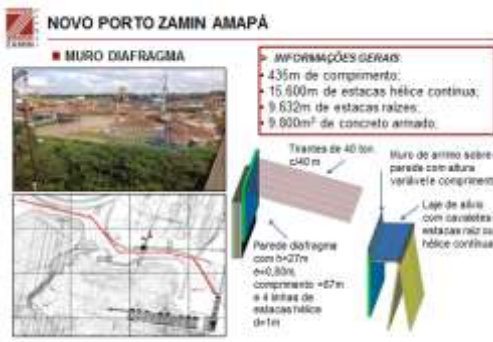 NOVO PORTO ZAMIN AMAPÁ
ZAMIN
MURO DIAFRAGMA
INFORMAÇÕES GERAIS
435m de comprimento;
15.600m de estacas hélice contínua;
9.632m de estacas raízes;
9.800m³ de concreto armado;
Tirantes de 40 ton
c/40 m
Muro de arrimo sobre
parede com altura
variável e comprimento
Laje de alívio
com cavaletes
estacas raiz ou
hélice contínua
Parede diafragma
com h=27m
e=0,80m,
comprimento =67m
e 4 linhas de
estacas hélice
d=1m